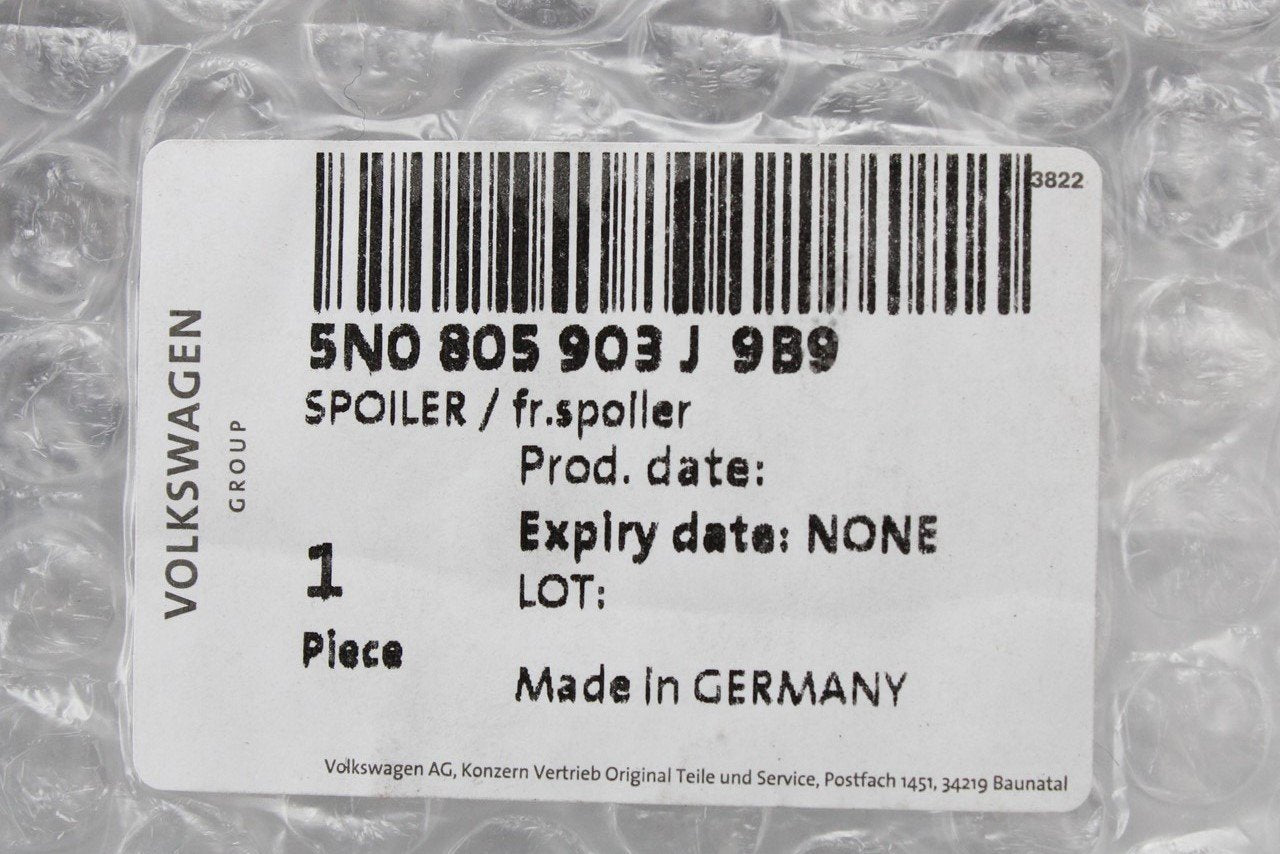 3822
5N0 805 903 J 9B9
SPOILER / fr.spoiler
Prod. date:
Expiry date: NONE
LOT:
1
Piece
Made in GERMANY
VOLKSWAGEN
GROUP
Volkswagen AG, Konzern Vertrieb Original Teile und Service, Postfach 1451, 34219 Baunatal